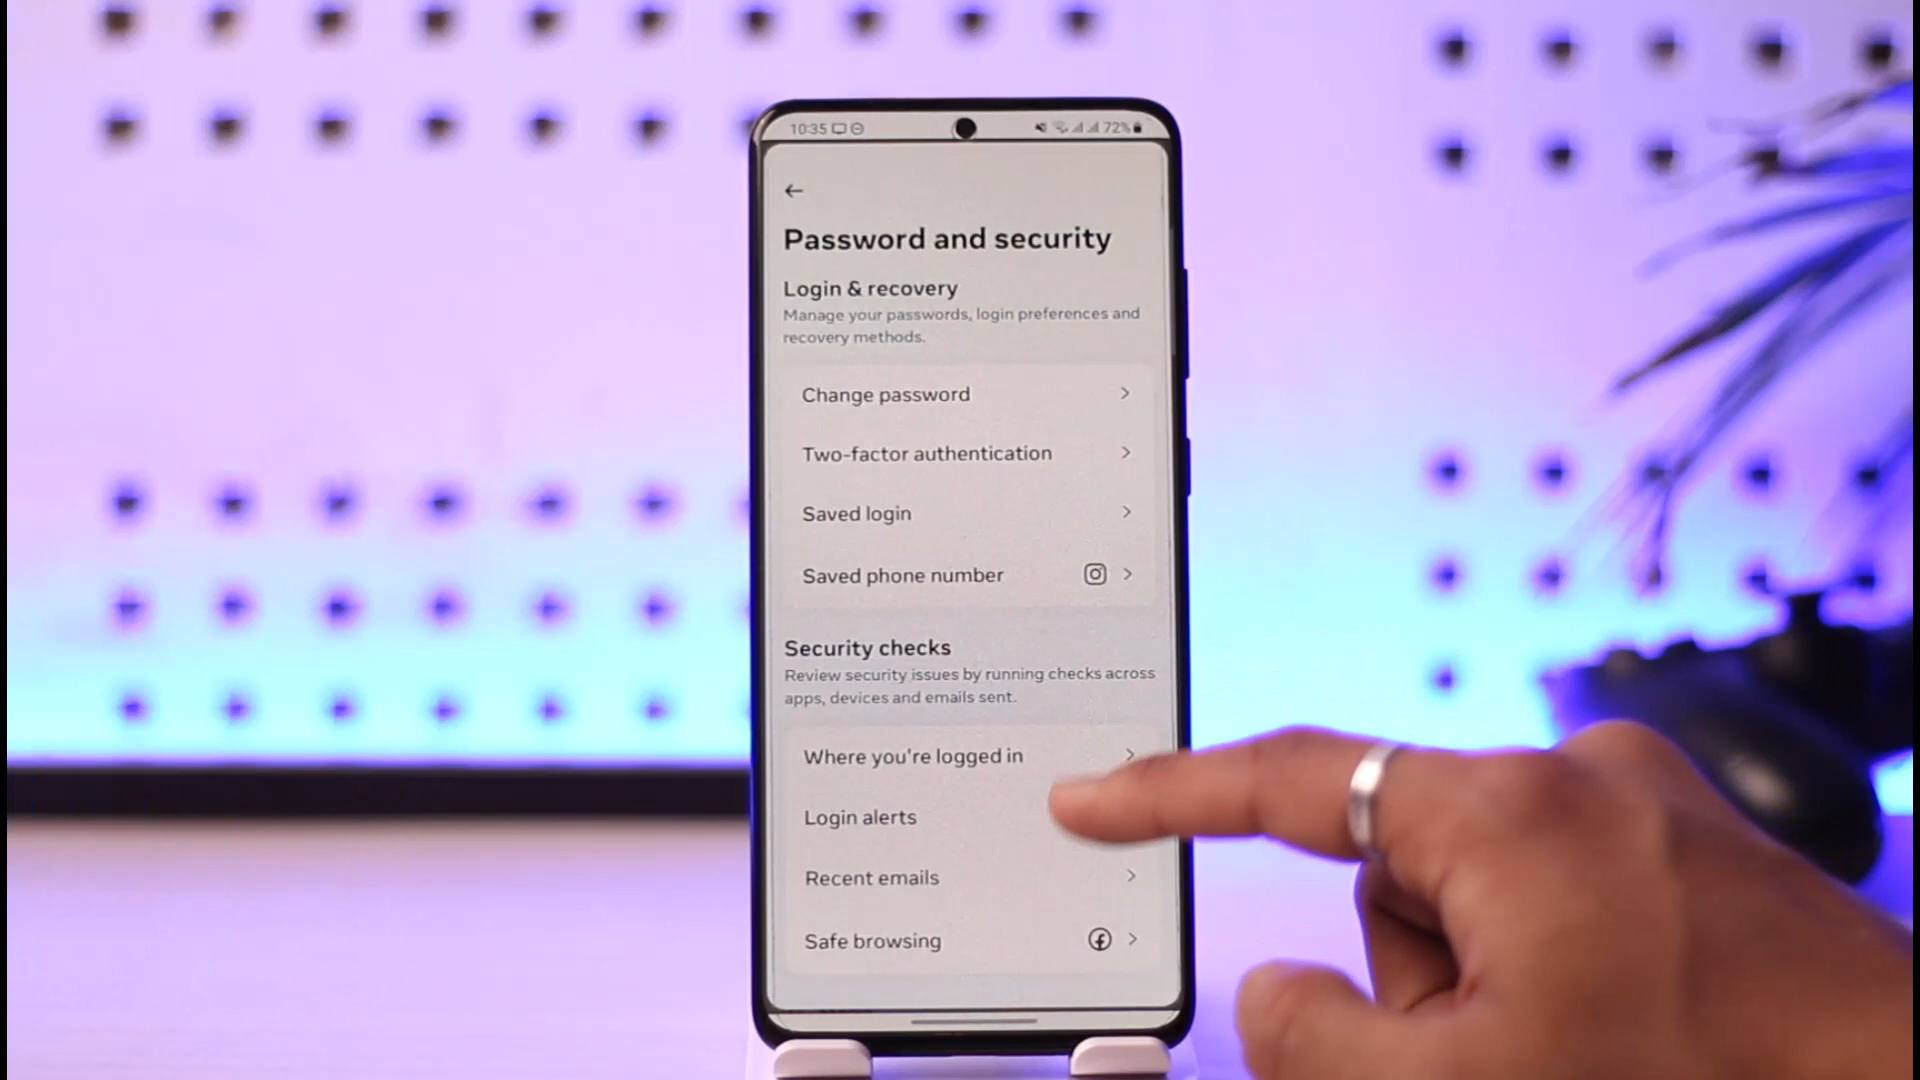 10:35
72%
Password and security
Login & recovery
Manage your passwords, login preferences and
recovery methods.
Change password
Two-factor authentication
Saved login
Saved phone number
Security checks
Review security issues by running checks across
apps, devices and emails sent.
Where you're logged in
Login alerts
Recent emails
Safe browsing